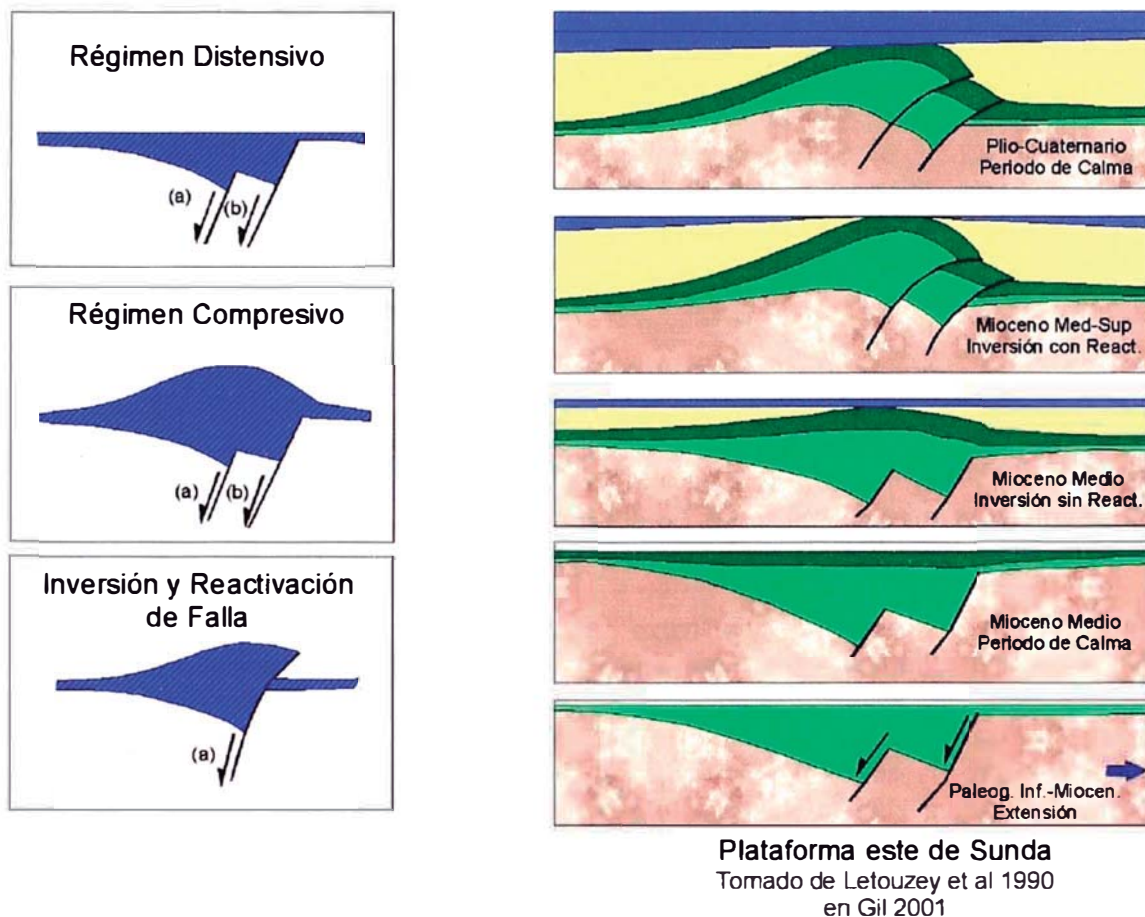 Régimen Distensivo
(a)
(b)
Régimen Compresivo
(a)
(b)
Inversión y Reactivación
de Falla
(a)
Plio-Cuaternario
Periodo de Calma
Mioceno Med-Sup
Inversión con React.
Mioceno Medio
Inversión sin React.
Mioceno Medio
Periodo de Calma
Paleog. Inf.-Miocen.
Extensión
Plataforma este de Sunda
Tomado de Letouzey et al 1990
en Gil 2001